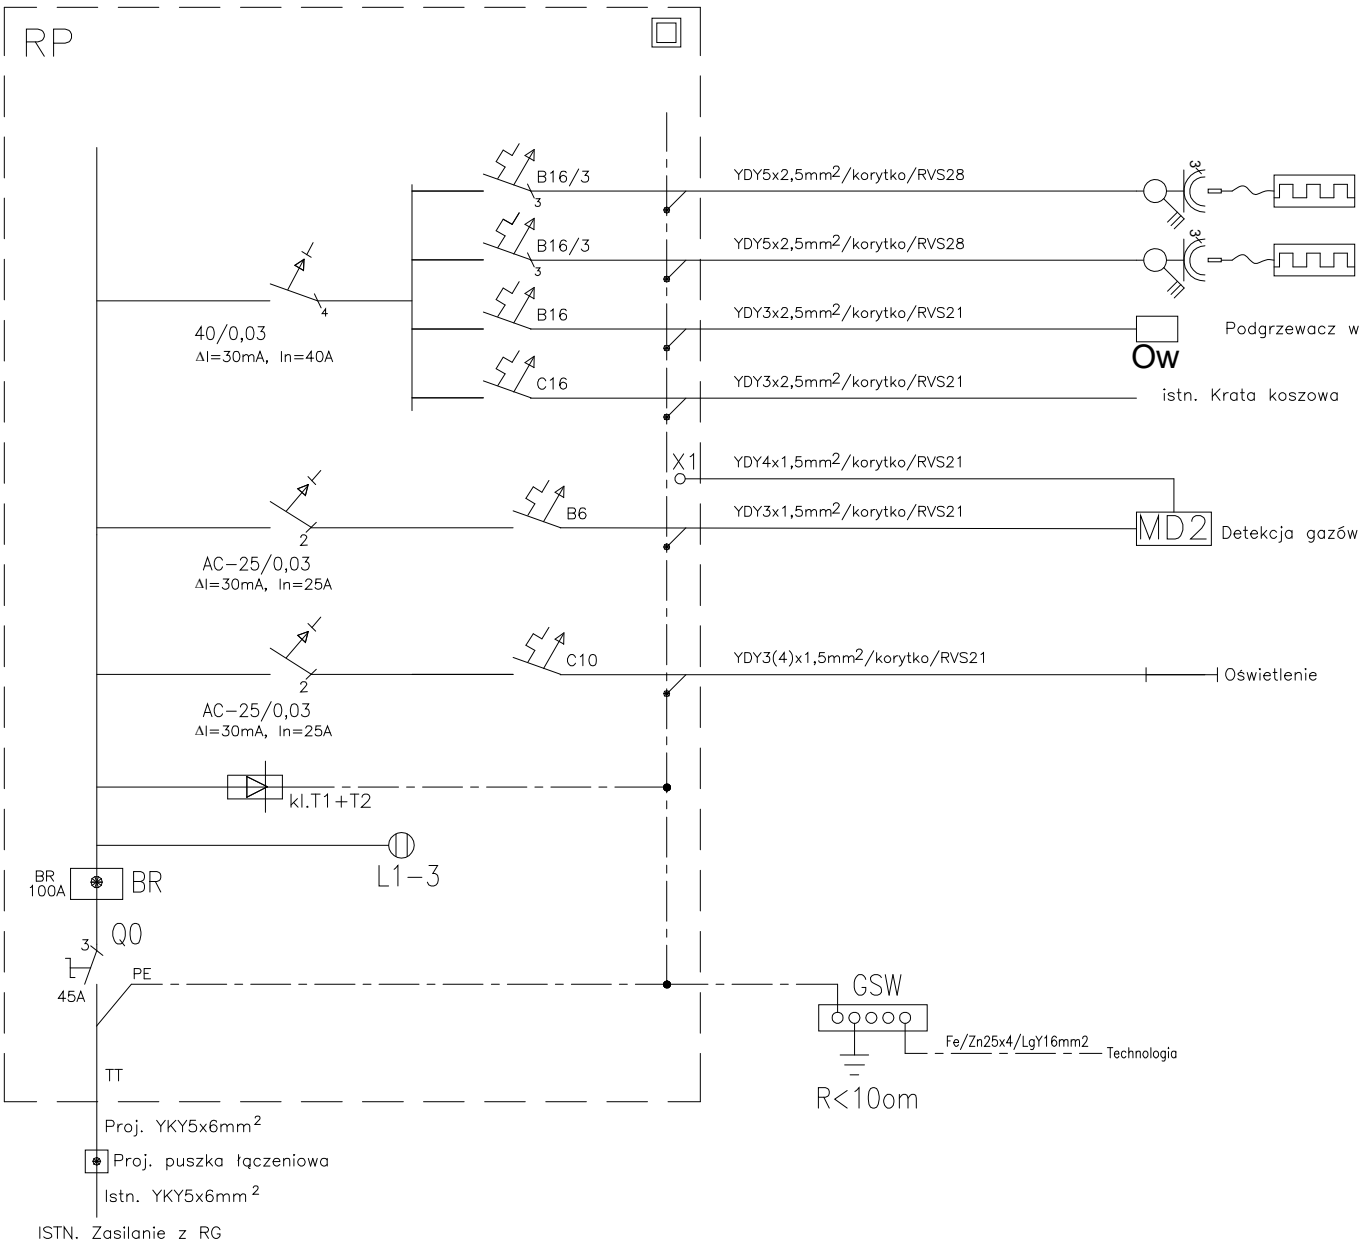 RP
B16/3
3
YDY5x2,5mm2/korytko/RVS28
3
B16/3
3
YDY5x2,5mm2/korytko/RVS28
3
4
40/0,03
ΔI=30mA, In=40A
B16
YDY3x2,5mm2/korytko/RVS21
Ow
Podgrzewacz w
C16
YDY3x2,5mm2/korytko/RVS21
istn. Krata koszowa
X1
YDY4x1,5mm2/korytko/RVS21
2
AC-25/0,03
ΔI=30mA, In=25A
B6
YDY3x1,5mm2/korytko/RVS21
MD2
Detekcja gazów
2
AC-25/0,03
ΔI=30mA, In=25A
C10
YDY3(4)x1,5mm2/korytko/RVS21
Oświetlenie
kl.T1+T2
L1-3
BR
100A
BR
Q0
3
45A
PE
GSW
Fe/Zn25x4/LgY16mm2
Technologia
R<10om
TT
Proj. YKY5x6mm2
Proj. puszka łączeniowa
Istn. YKY5x6mm2
ISTN. Zasilanie z RG